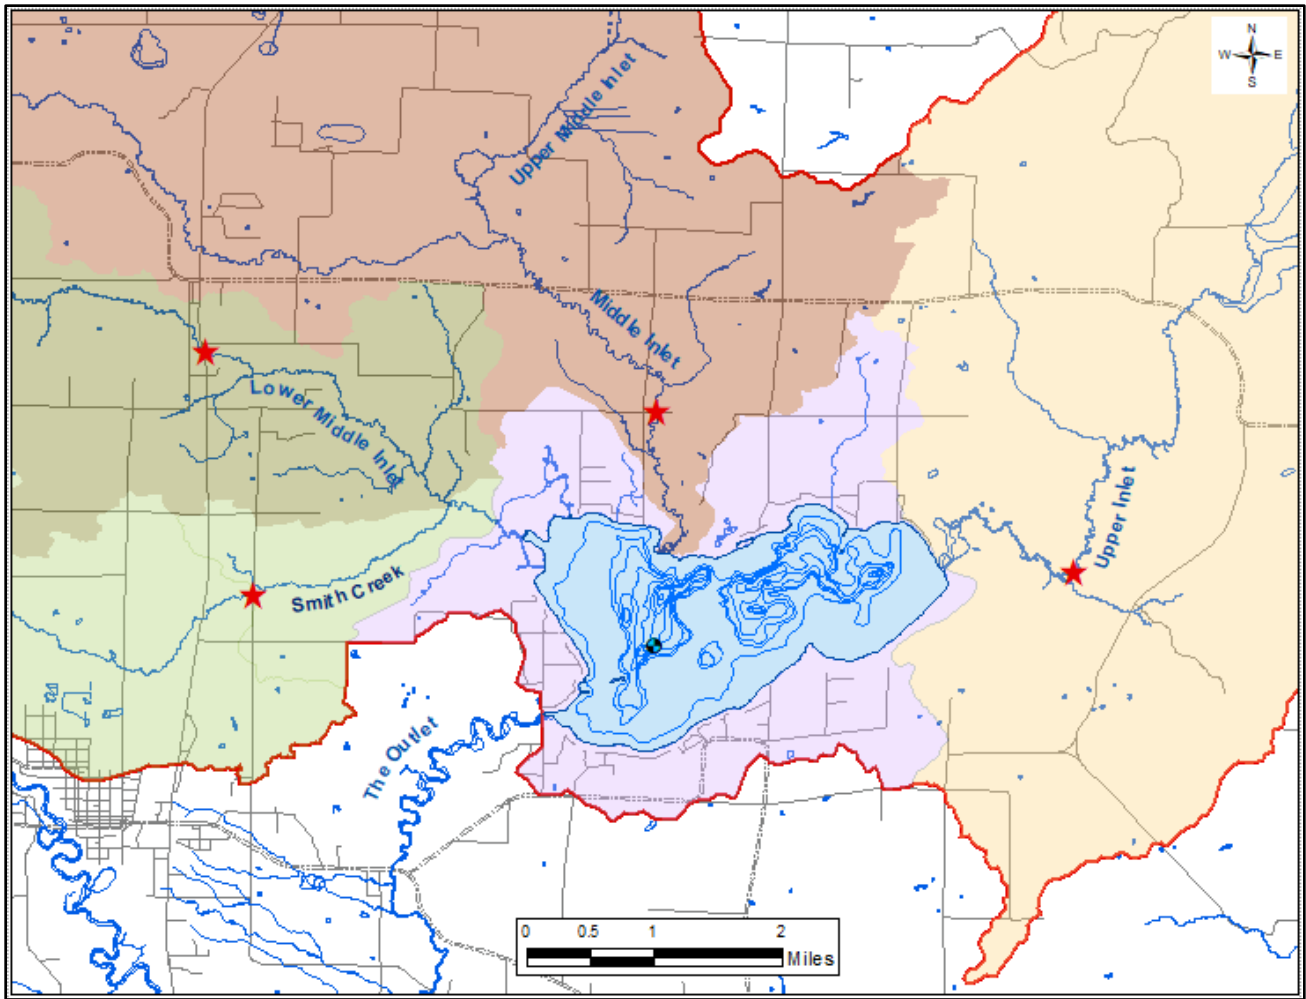 N
W E
S
Upper Middle Inlet
Middle Inlet
Lower Middle Inlet
Upper Inlet
Smith Creek
The Outlet
0 0.5 1 2
Miles